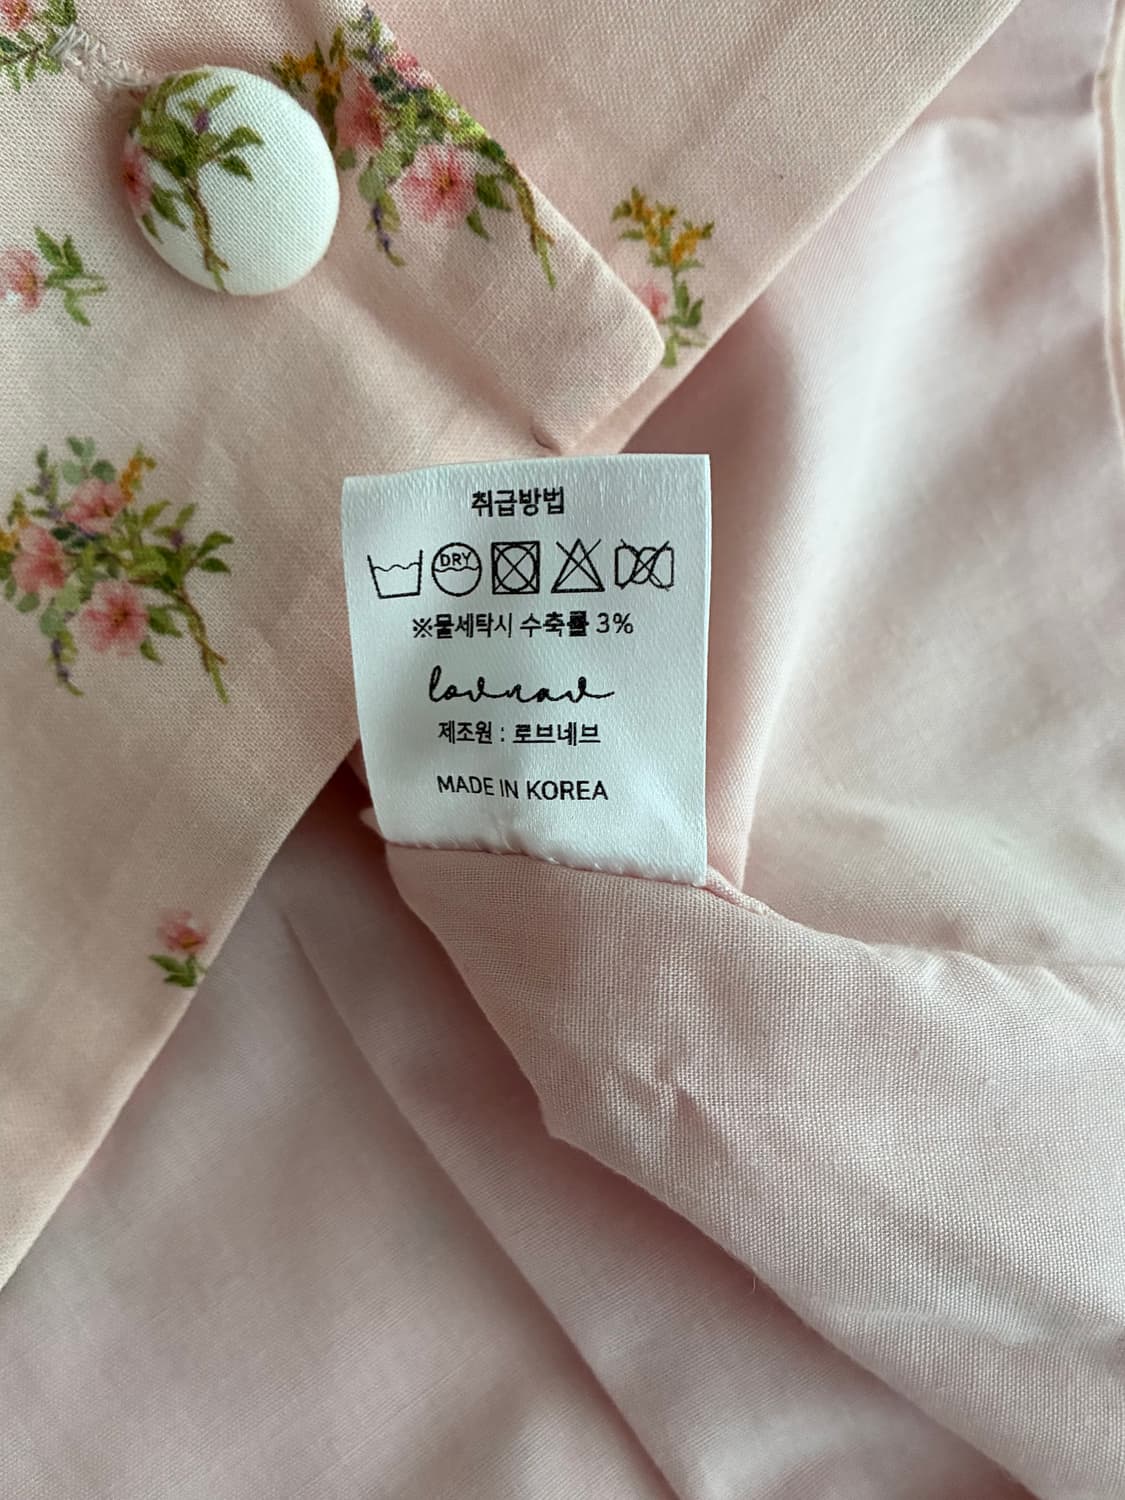 취급방법
DRY
※물세탁시 수축률 3%
lovnav
제조원 : 로브네브
MADE IN KOREA